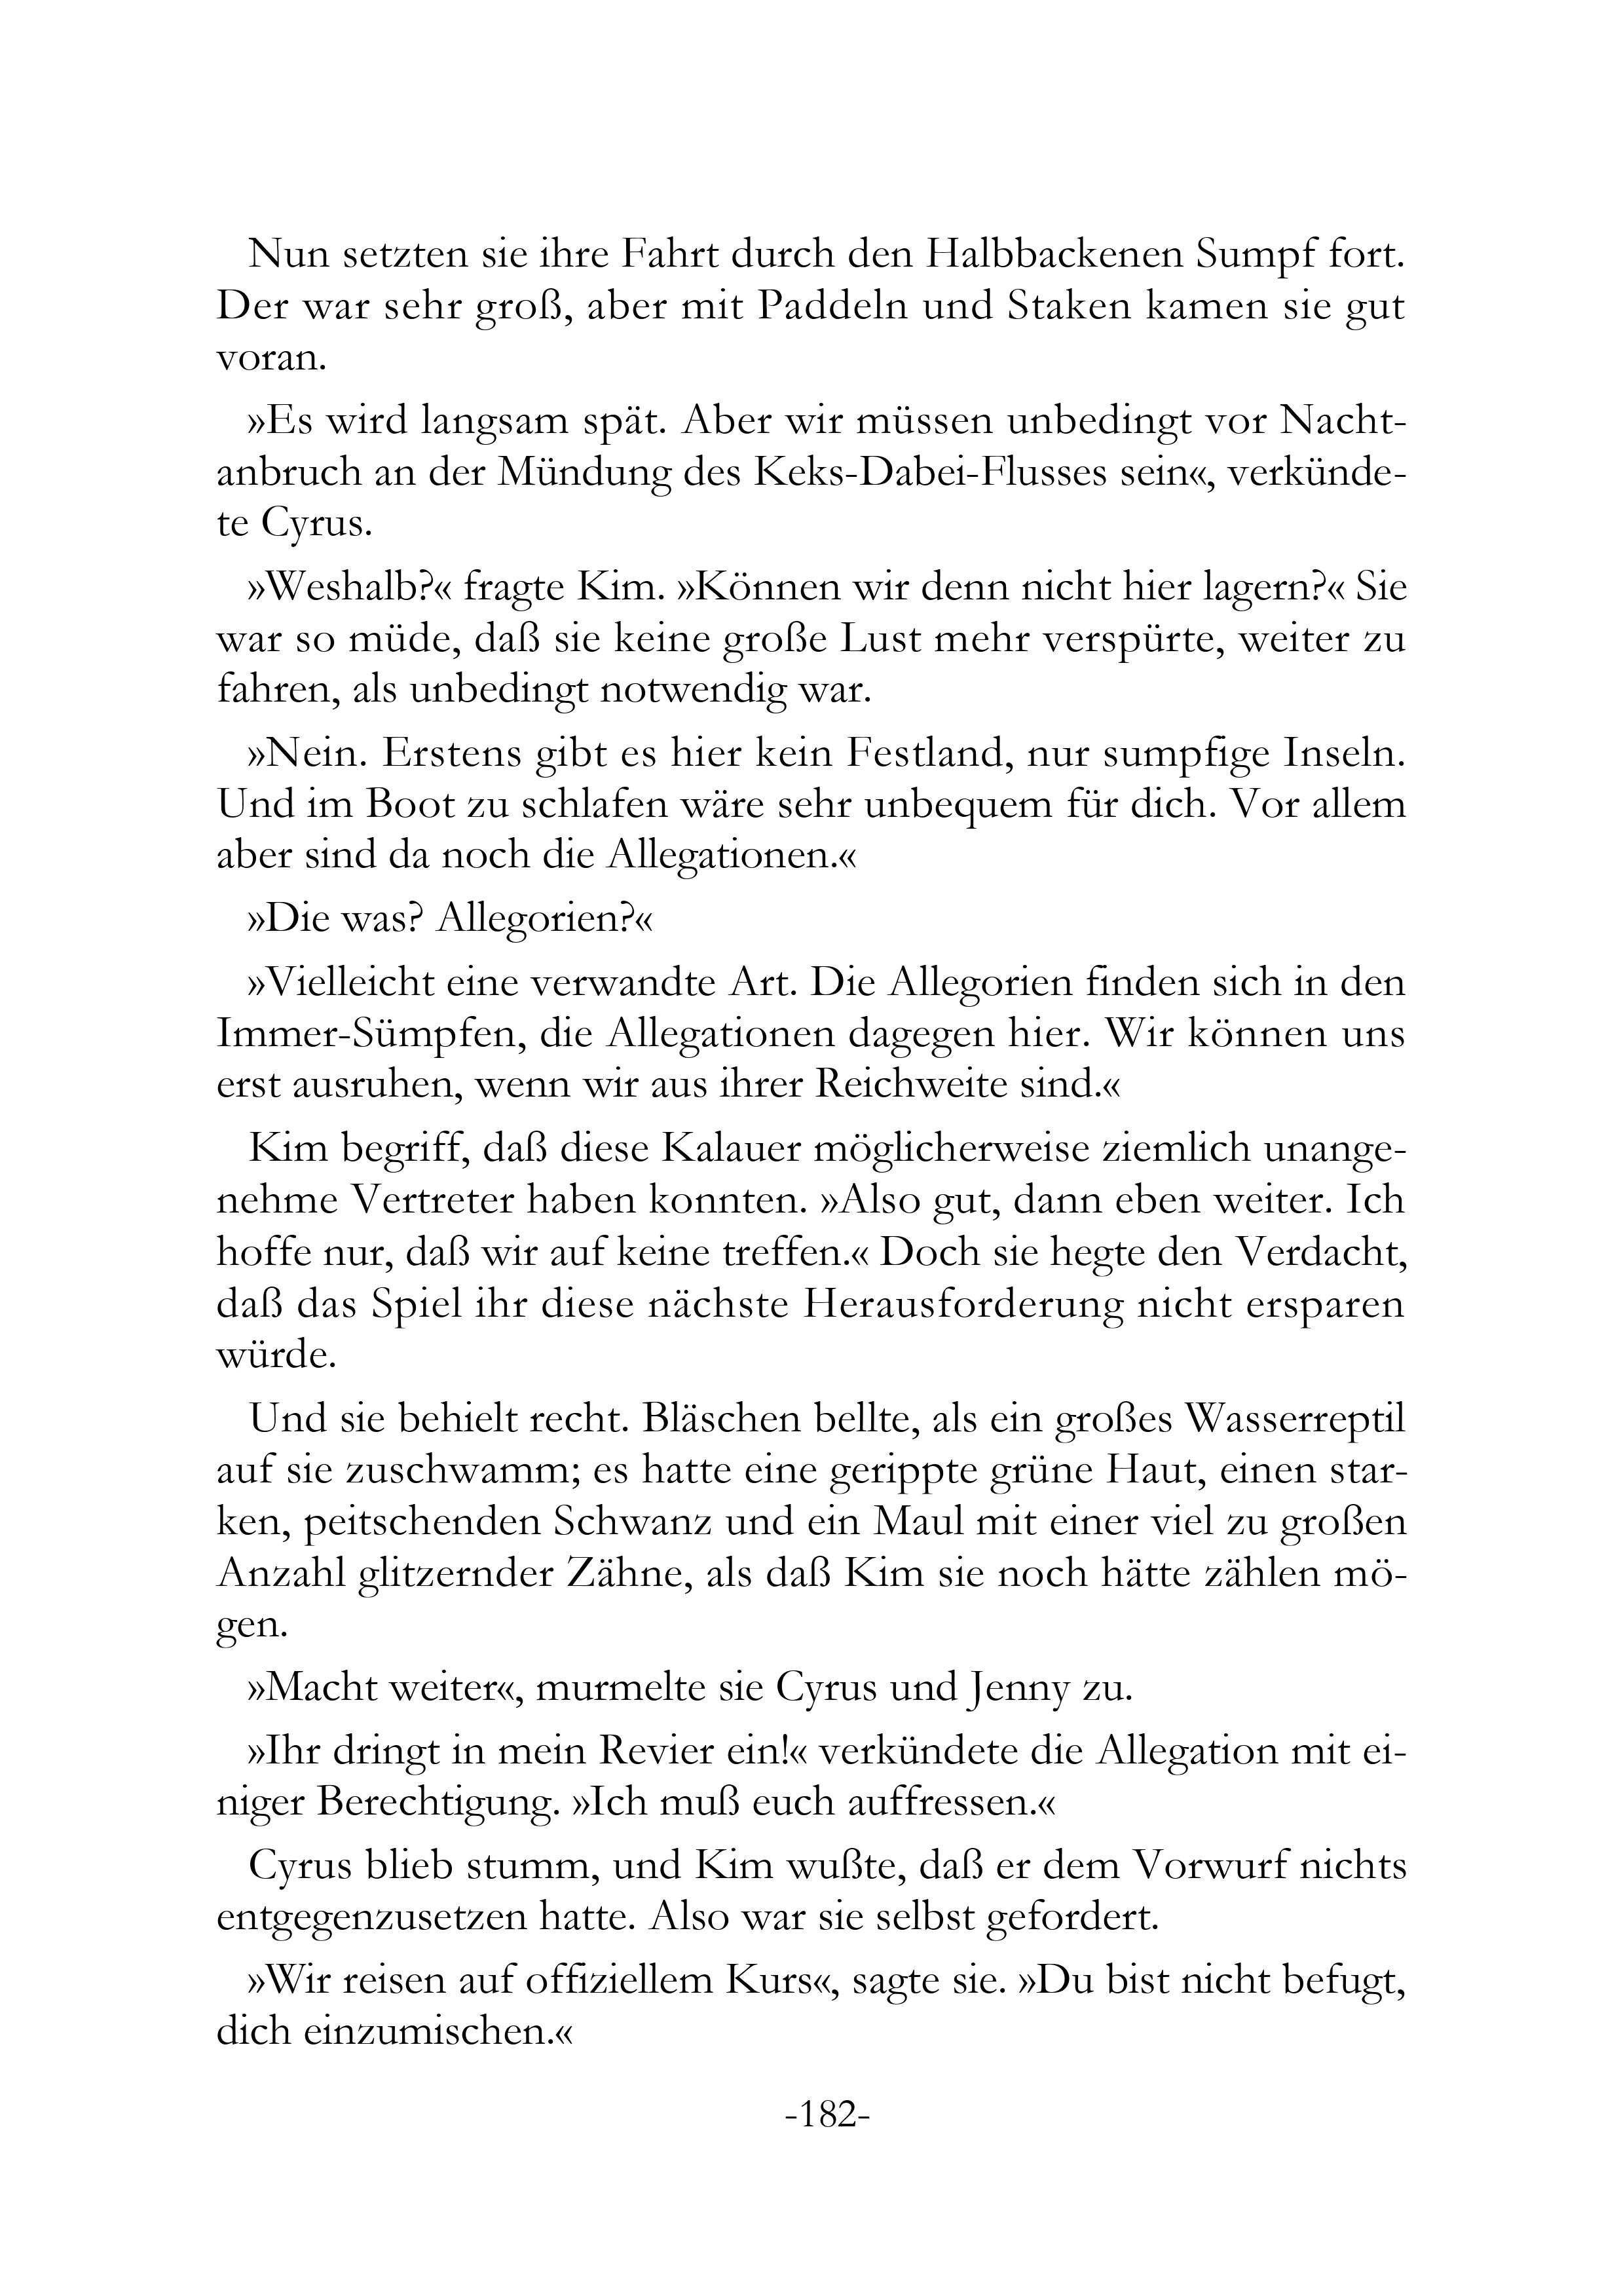 Nun setzten sie ihre Fahrt durch den Halbbackenen Sumpf fort.
Der war sehr groß, aber mit Paddeln und Staken kamen sie gut
voran.
»Es wird langsam spät. Aber wir müssen unbedingt vor Nacht-
anbruch an der Mündung des Keks-Dabei-Flusses sein«, verkünde-
te Cyrus.
»Weshalb?« fragte Kim. »Können wir denn nicht hier lagern?« Sie
war so müde, daß sie keine große Lust mehr verspürte, weiter zu
fahren, als unbedingt notwendig war.
»Nein. Erstens gibt es hier kein Festland, nur sumpfige Inseln.
Und im Boot zu schlafen wäre sehr unbequem für dich. Vor allem
aber sind da noch die Allegationen.«
»Die was? Allegorien?«
»Vielleicht eine verwandte Art. Die Allegorien finden sich in den
Immer-Sümpfen, die Allegationen dagegen hier. Wir können uns
erst ausruhen, wenn wir aus ihrer Reichweite sind.«
Kim begriff, daß diese Kalauer möglicherweise ziemlich unange-
nehme Vertreter haben konnten. »Also gut, dann eben weiter. Ich
hoffe nur, daß wir auf keine treffen.« Doch sie hegte den Verdacht,
daß das Spiel ihr diese nächste Herausforderung nicht ersparen
würde.
Und sie behielt recht. Bläschen bellte, als ein großes Wasserreptil
auf sie zuschwamm; es hatte eine gerippte grüne Haut, einen star-
ken, peitschenden Schwanz und ein Maul mit einer viel zu großen
Anzahl glitzernder Zähne, als daß Kim sie noch hätte zählen mö-
gen.
»Macht weiter«, murmelte sie Cyrus und Jenny zu.
»Ihr dringt in mein Revier ein!« verkündete die Allegation mit ei-
niger Berechtigung. »Ich muß euch auffressen.«
Cyrus blieb stumm, und Kim wußte, daß er dem Vorwurf nichts
entgegenzusetzen hatte. Also war sie selbst gefordert.
»Wir reisen auf offiziellem Kurs«, sagte sie. »Du bist nicht befugt,
dich einzumischen.«
-182-